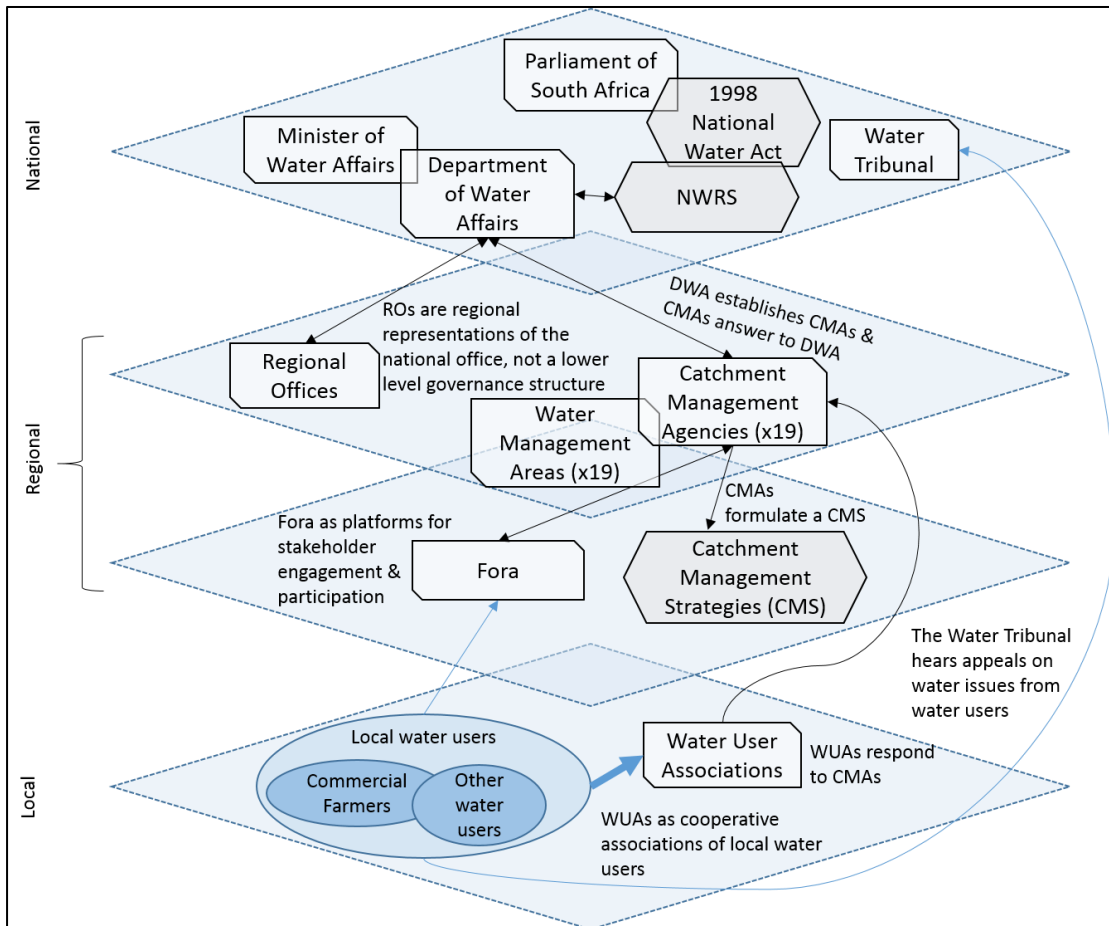 National
Parliament of
South Africa
1998
National
Water Act
Minister of
Water Affairs
Water
Tribunal
Department
of Water
Affairs
NWRS
Regional
ROs are regional
representations of the
national office, not a lower
level governance structure
DWA establishes CMAs &
CMAs answer to DWA
Regional
Offices
Catchment
Management
Agencies (x19)
Water
Management
Areas (x19)
CMAs
formulate a CMS
Fora as platforms for
stakeholder
engagement &
participation
Fora
Catchment
Management
Strategies (CMS)
The Water Tribunal
hears appeals on
water issues from
water users
Local
Local water users
Commercial
Farmers
Other
water
users
Water User
Associations
WUAs respond
to CMAs
WUAs as cooperative
associations of local water
users